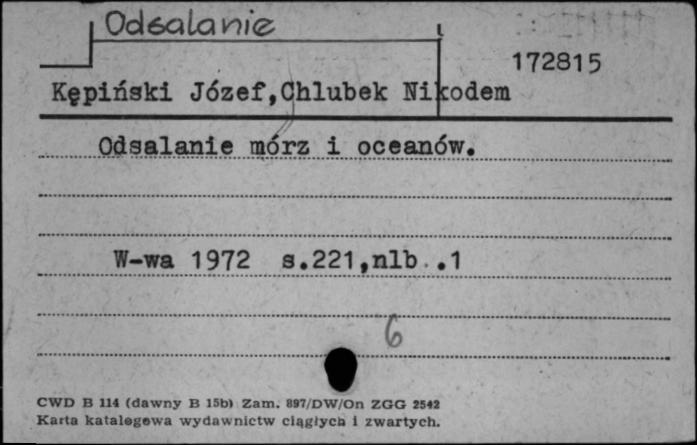 Odsalanie
172815
Kępiński Józef,Chlubek Nikodem
Odsalanie mórz i oceanów.
W-wa 1972 s.221,nlb..1
6
CWD B 114 (dawny B 15b) Zam. 897/DW/On ZGG 2542
Karta katalogowa wydawnictw ciągłych i zwartych.